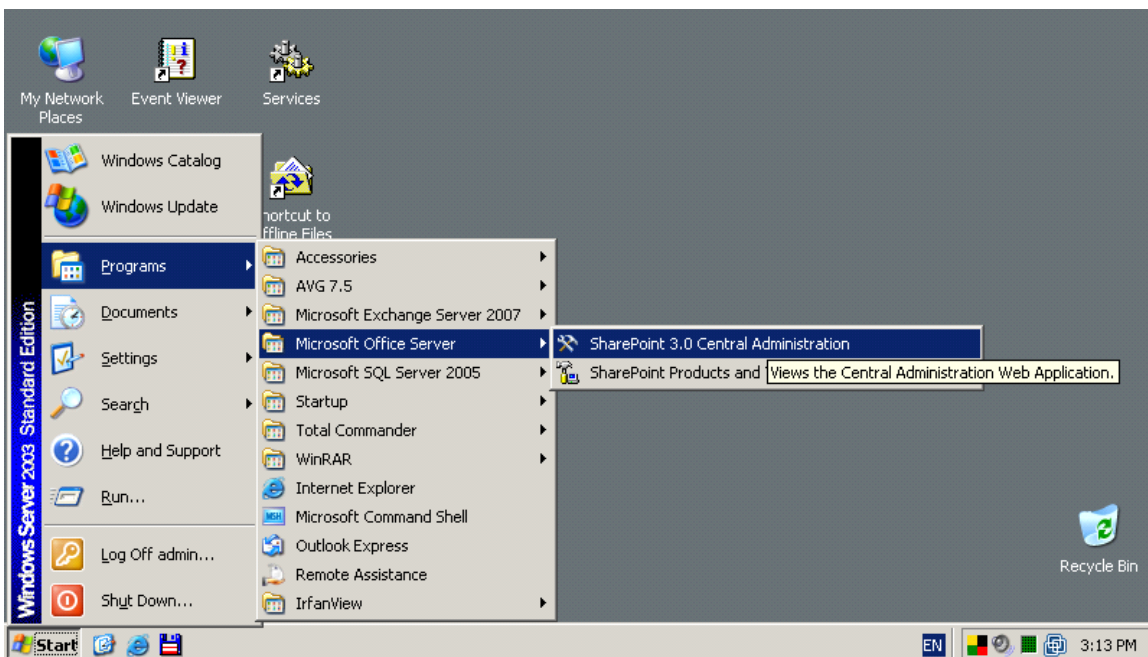 My Network
Places
Event Viewer
Services
hortcut to
ffline Files
Windows Server 2003 Standard Edition
Windows Catalog
Windows Update
Programs
Documents
Settings
Search
Help and Support
Run...
Log Off admin...
Shut Down...
Accessories
AVG 7.5
Microsoft Exchange Server 2007
Microsoft Office Server
Microsoft SQL Server 2005
Startup
Total Commander
WinRAR
Internet Explorer
Microsoft Command Shell
Outlook Express
Remote Assistance
IrfanView
SharePoint 3.0 Central Administration
SharePoint Products and
Views the Central Administration Web Application.
Recycle Bin
Start
EN
3:13 PM